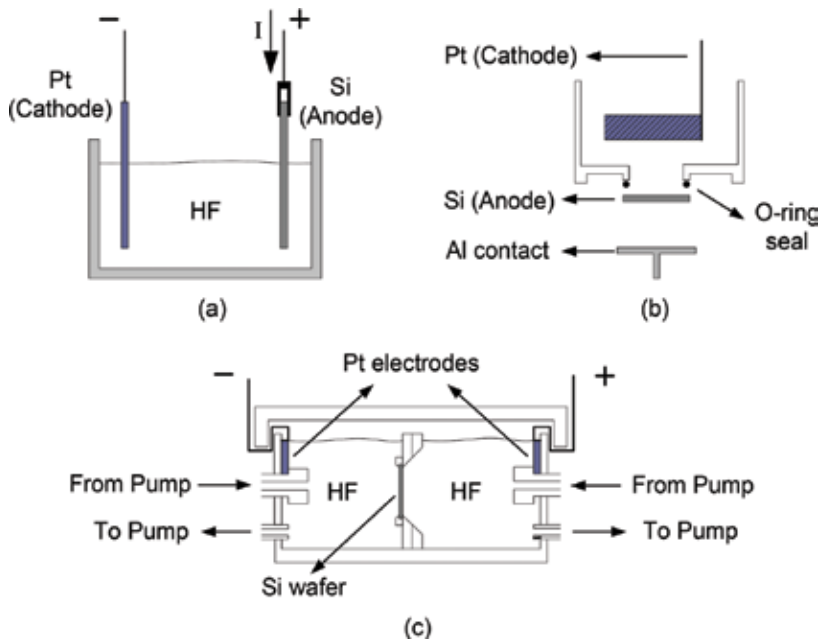 −
I
+
Pt
(Cathode)
Si
(Anode)
HF
(a)
Pt (Cathode)
Si (Anode)
O-ring
seal
Al contact
(b)
−
Pt electrodes
+
From Pump
HF
HF
From Pump
To Pump
To Pump
Si wafer
(c)